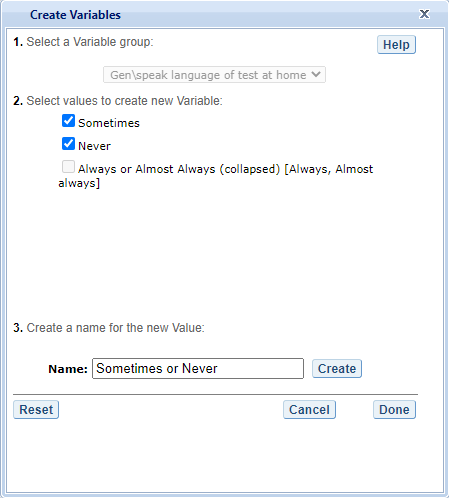 Create Variables X
1. Select a Variable group:
Help
Gen\speak language of test at home
2. Select values to create new Variable:
Sometimes
Never
Always or Almost Always (collapsed) [Always, Almost
always]
3. Create a name for the new Value:
Name: Sometimes or Never Create
Reset Cancel Done